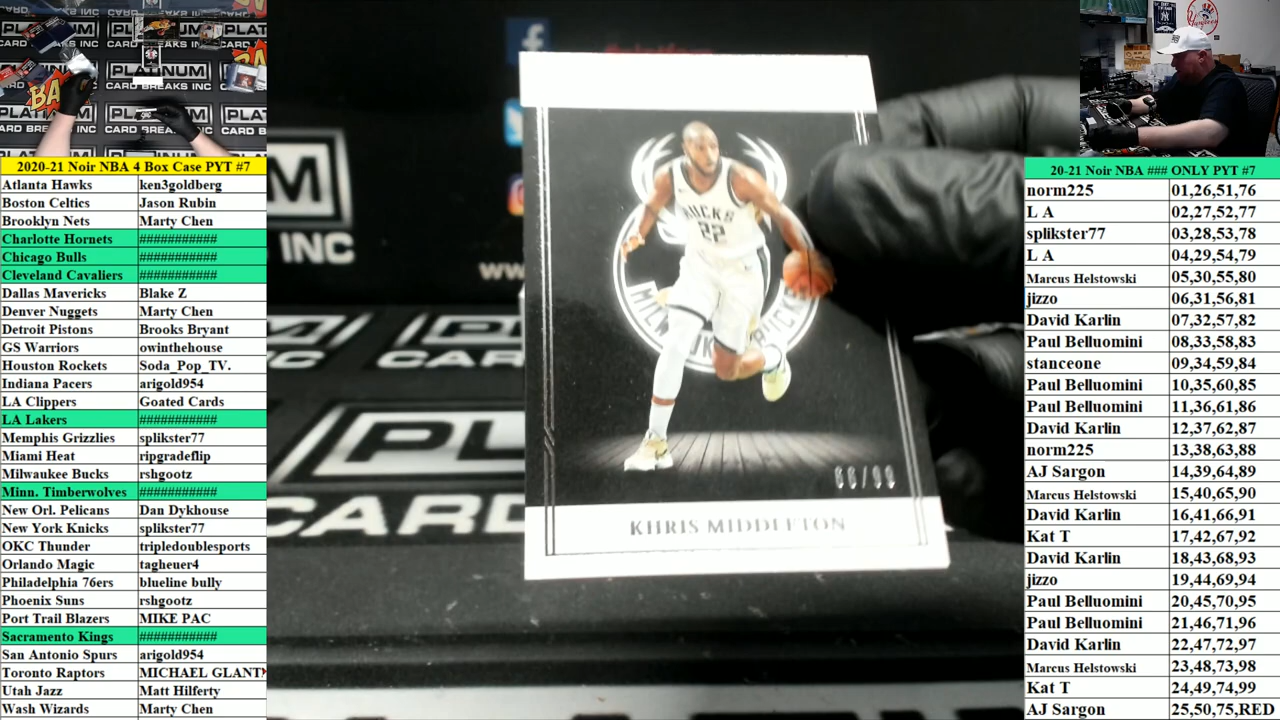 2020-21 Noir NBA 4 Box Case PYT #7
Atlanta Hawks ken3goldberg
Boston Celtics Jason Rubin
Brooklyn Nets Marty Chen
Charlotte Hornets ###########
Chicago Bulls ###########
Cleveland Cavaliers ###########
Dallas Mavericks Blake Z
Denver Nuggets Marty Chen
Detroit Pistons Brooks Bryant
GS Warriors owinthehouse
Houston Rockets Soda_Pop_TV.
Indiana Pacers arigold954
LA Clippers Goated Cards
LA Lakers ###########
Memphis Grizzlies splikster77
Miami Heat ripgradeflip
Milwaukee Bucks rshgootz
Minn. Timberwolves ###########
New Orl. Pelicans Dan Dykhouse
New York Knicks splikster77
OKC Thunder tripledoublesports
Orlando Magic tagheuer4
Philadelphia 76ers blueline bully
Phoenix Suns rshgootz
Port Trail Blazers MIKE PAC
Sacramento Kings ###########
San Antonio Spurs arigold954
Toronto Raptors MICHAEL GLANT
Utah Jazz Matt Hilferty
Wash Wizards Marty Chen
PLATINUM
CARD BREAKS INC
BUCKS
22
KHRIS MIDDLETON
20-21 Noir NBA ### ONLY PYT #7
norm225 01,26,51,76
L A 02,27,52,77
splikster77 03,28,53,78
L A 04,29,54,79
Marcus Helstowski 05,30,55,80
jizzo 06,31,56,81
David Karlin 07,32,57,82
Paul Belluomini 08,33,58,83
stanceone 09,34,59,84
Paul Belluomini 10,35,60,85
Paul Belluomini 11,36,61,86
David Karlin 12,37,62,87
norm225 13,38,63,88
AJ Sargon 14,39,64,89
Marcus Helstowski 15,40,65,90
David Karlin 16,41,66,91
Kat T 17,42,67,92
David Karlin 18,43,68,93
jizzo 19,44,69,94
Paul Belluomini 20,45,70,95
Paul Belluomini 21,46,71,96
David Karlin 22,47,72,97
Marcus Helstowski 23,48,73,98
Kat T 24,49,74,99
AJ Sargon 25,50,75,RED